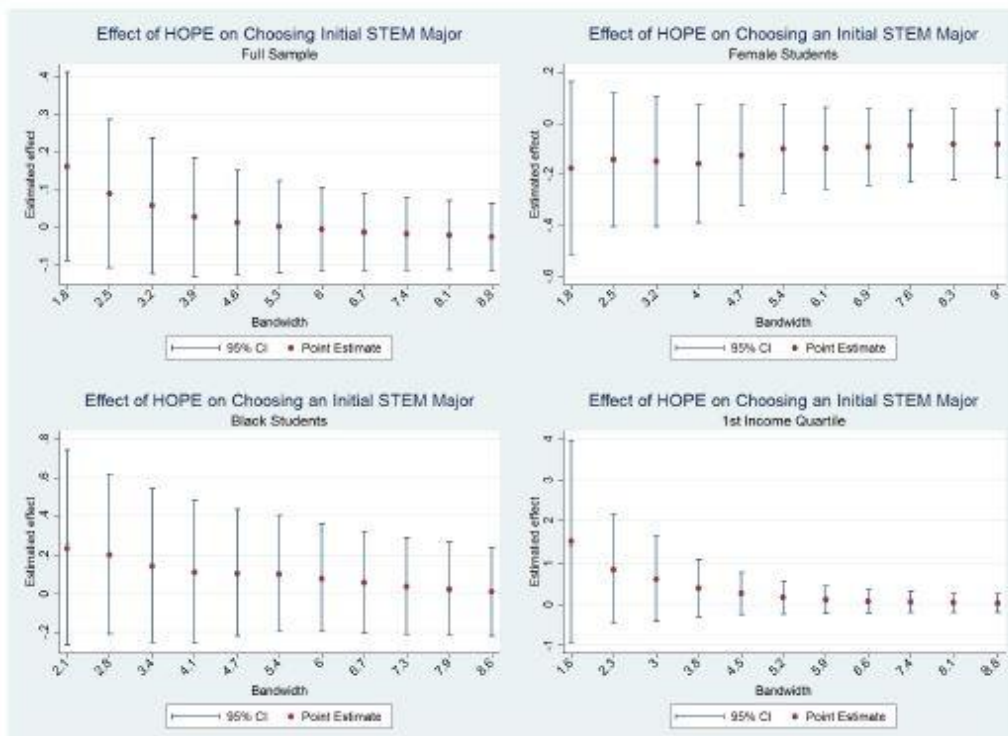 Effect of HOPE on Choosing Initial STEM Major
Full Sample
Estimated effect
.4
.3
.2
.1
0
-.1
1.8 2.5 3.2 3.9 4.6 5.3 6 6.7 7.4 8.1 8.8
Bandwidth
95% CI Point Estimate
Effect of HOPE on Choosing an Initial STEM Major
Female Students
Estimated effect
.2
0
-.2
-.4
-.6
1.8 2.5 3.2 4 4.7 5.4 6.1 6.9 7.6 8.3 9
Bandwidth
95% CI Point Estimate
Effect of HOPE on Choosing an Initial STEM Major
Black Students
Estimated effect
.8
.6
.4
.2
0
-.2
2.1 2.8 3.4 4.1 4.7 5.4 6 6.7 7.3 7.9 8.6
Bandwidth
95% CI Point Estimate
Effect of HOPE on Choosing an Initial STEM Major
1st Income Quartile
Estimated effect
4
3
2
1
0
-1
1.6 2.3 3 3.8 4.5 5.2 5.9 6.6 7.4 8.1 8.8
Bandwidth
95% CI Point Estimate